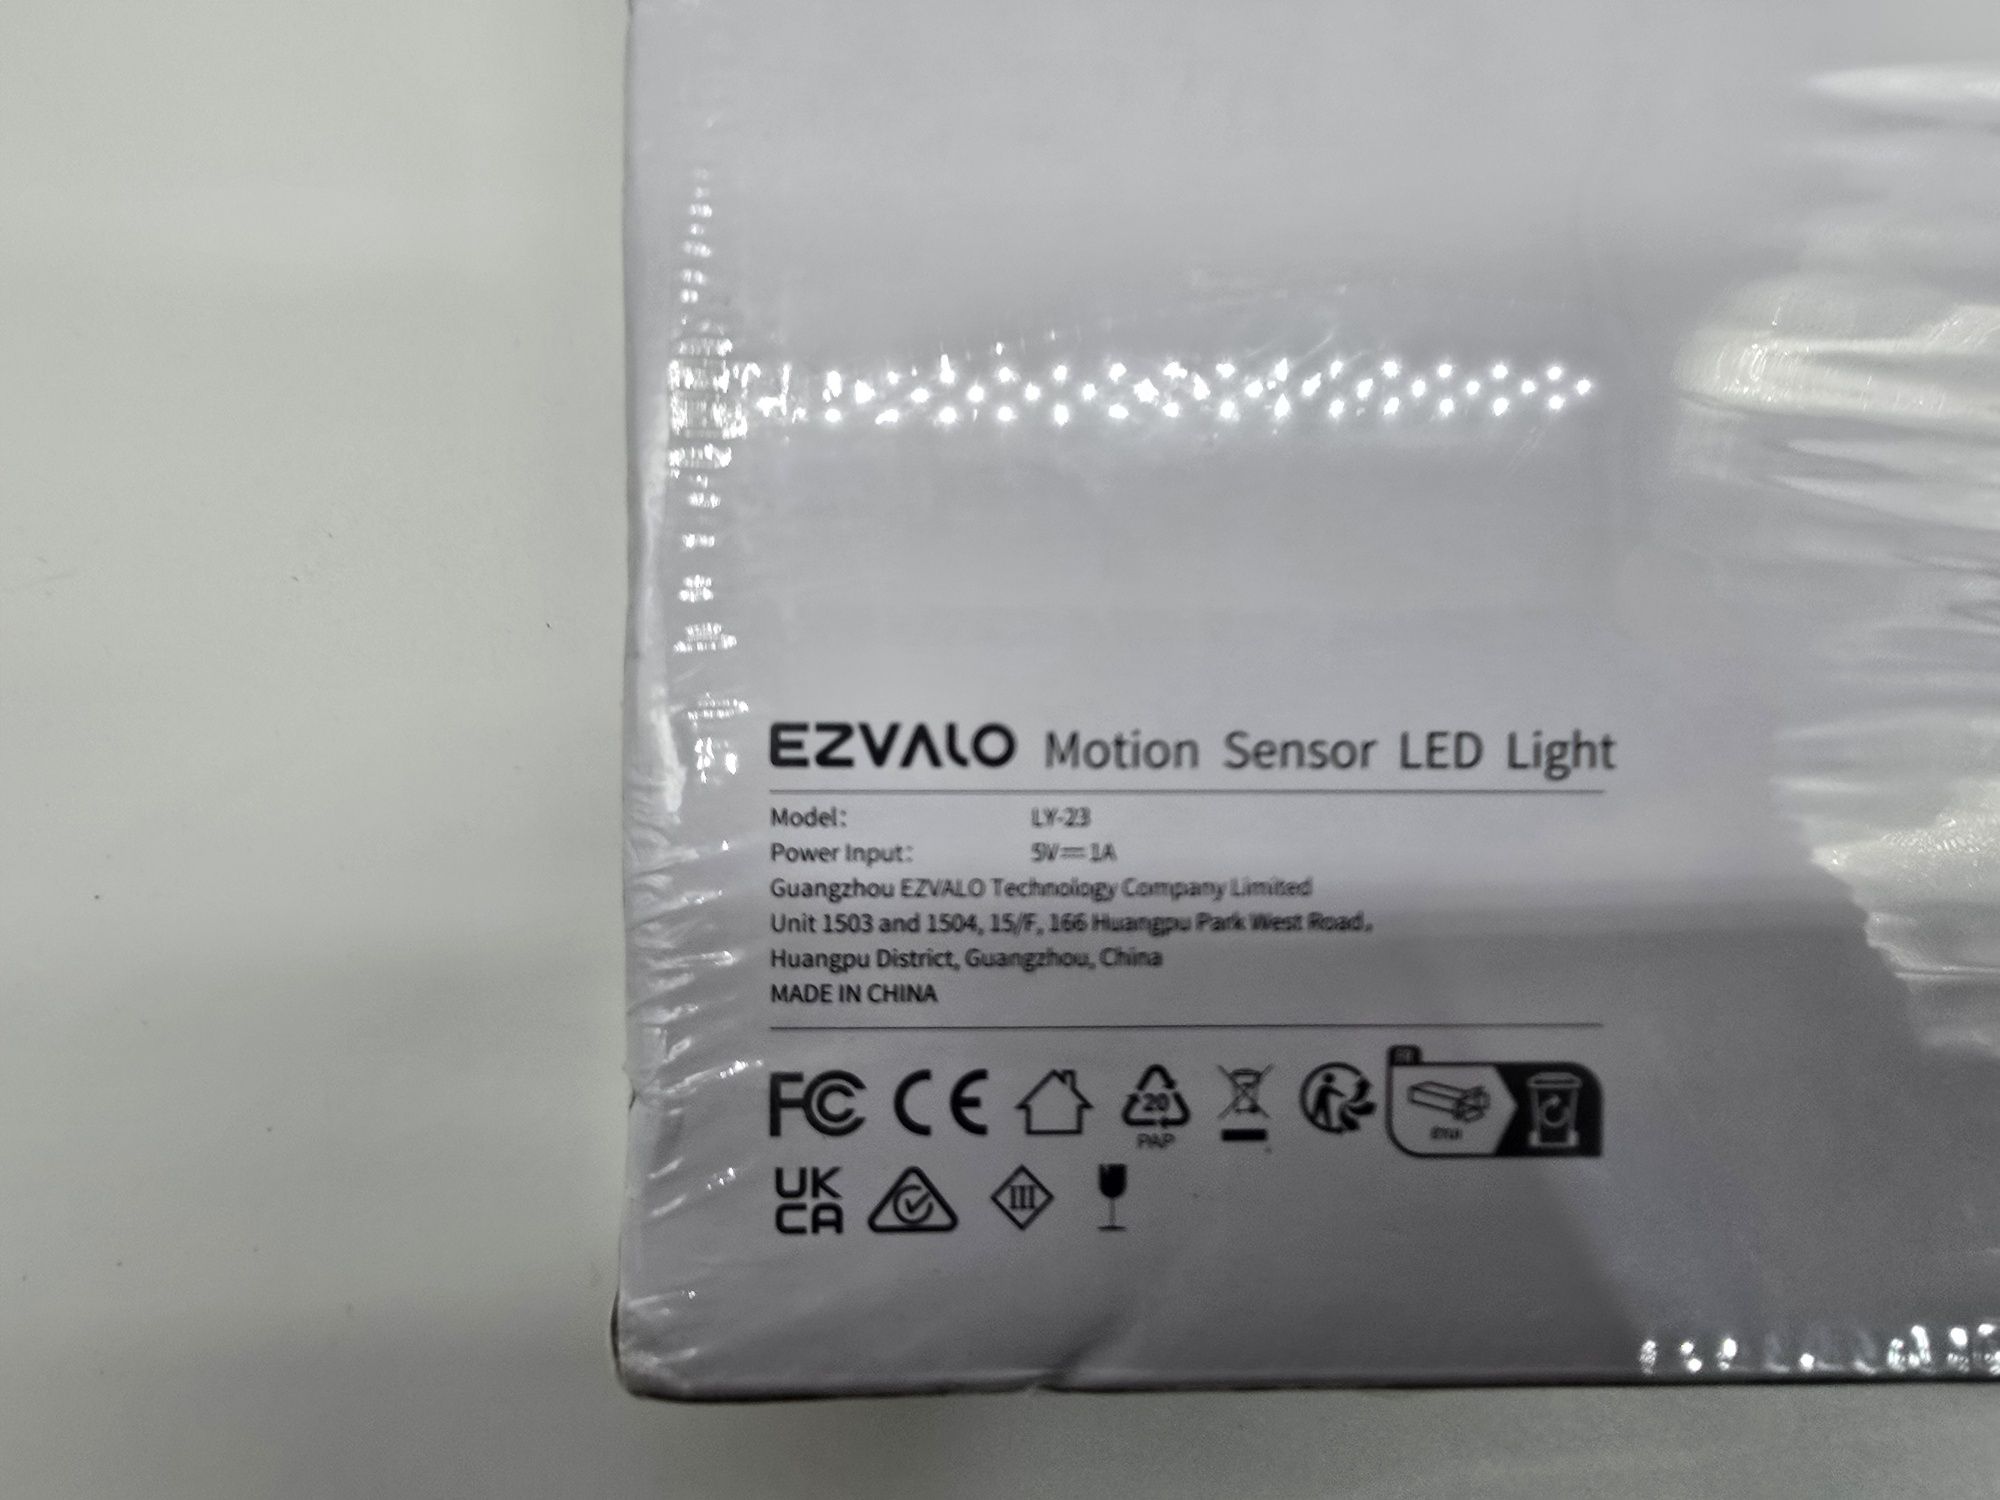 EZVALO Motion Sensor LED Light
Model: LY-23
Power Input: 5V⎓1A
Guangzhou EZVALO Technology Company Limited
Unit 1503 and 1504, 15/F, 166 Huangpu Park West Road,
Huangpu District, Guangzhou, China
MADE IN CHINA
FC CE 20
PAP
UK
CA III